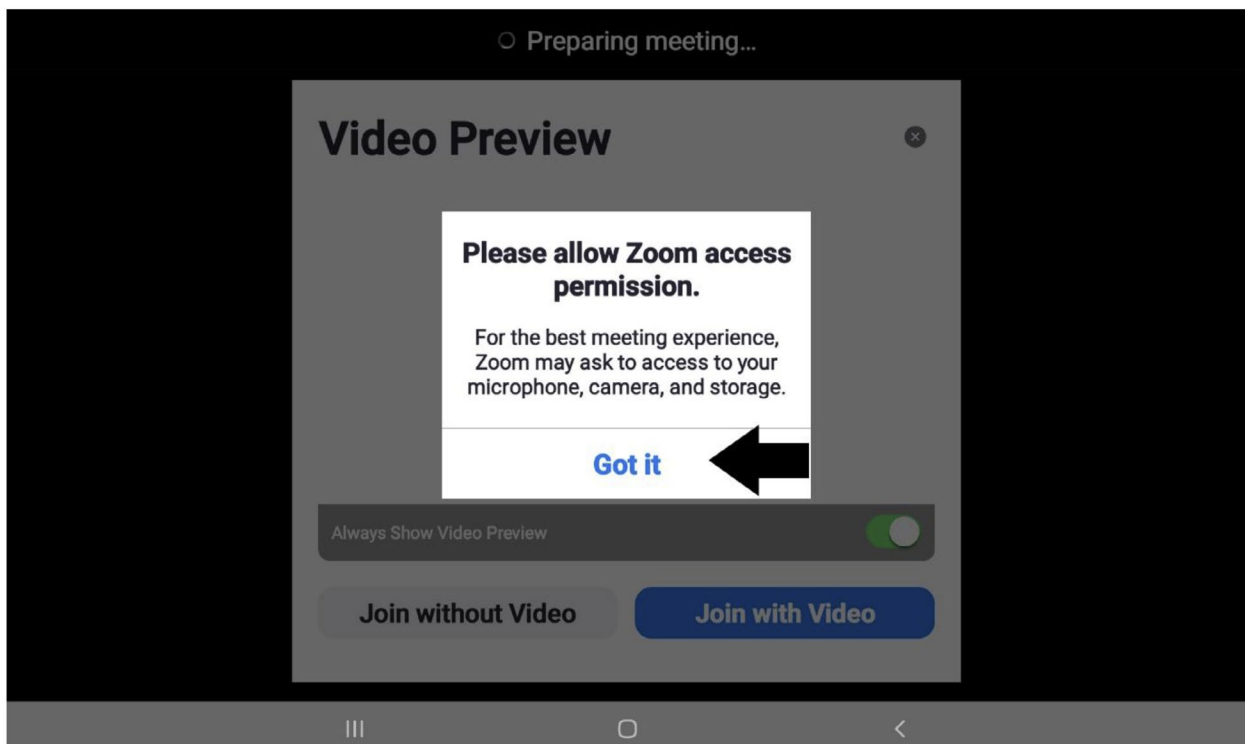 Preparing meeting...
Video Preview
Please allow Zoom access
permission.
For the best meeting experience,
Zoom may ask to access to your
microphone, camera, and storage.
Got it
Always Show Video Preview
Join without Video
Join with Video